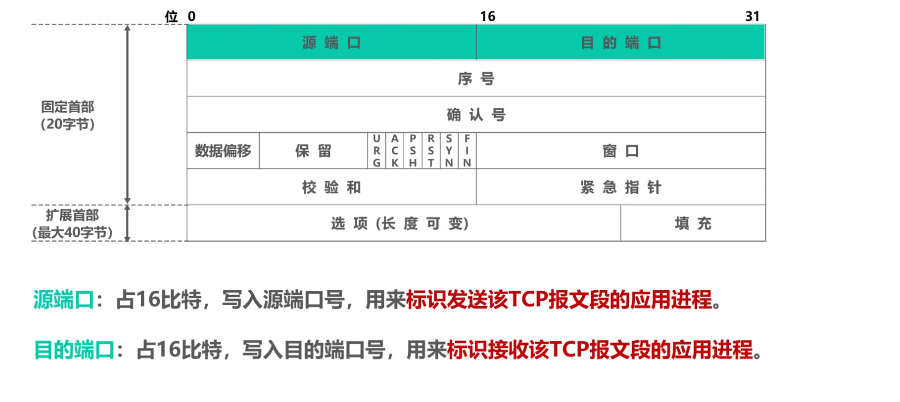 位 0 16 31
源 端 口 目 的 端 口
序 号
固定首部
(20字节)
确 认 号
数据偏移 保 留 URG ACK PSH RST SYN FIN 窗 口
校 验 和 紧 急 指 针
扩展首部
(最大40字节)
选 项 (长 度 可 变) 填 充
源端口：占16比特，写入源端口号，用来标识发送该TCP报文段的应用进程。
目的端口：占16比特，写入目的端口号，用来标识接收该TCP报文段的应用进程。